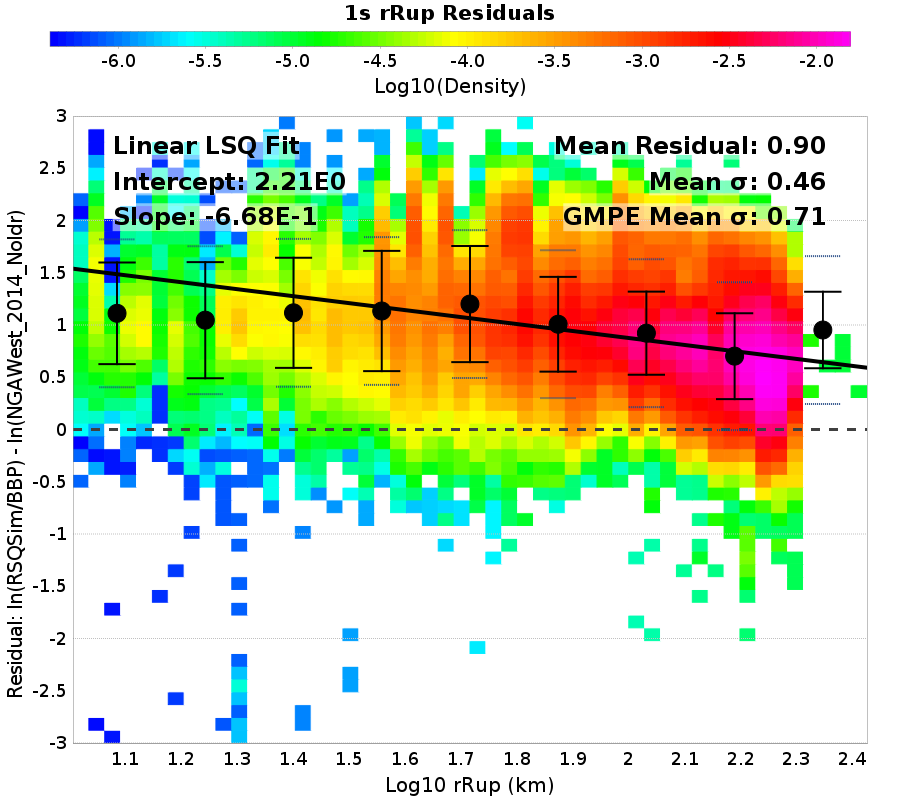 1s rRup Residuals
-6.0 -5.5 -5.0 -4.5 -4.0 -3.5 -3.0 -2.5 -2.0
Log10(Density)
Linear LSQ Fit
Intercept: 2.21E0
Slope: -6.68E-1
Mean Residual: 0.90
Mean σ: 0.46
GMPE Mean σ: 0.71
Residual: ln(RSQSim/BBP) - ln(NGAWest_2014_NoIdr)
3
2.5
2
1.5
1
0.5
0
-0.5
-1
-1.5
-2
-2.5
-3
1.1 1.2 1.3 1.4 1.5 1.6 1.7 1.8 1.9 2 2.1 2.2 2.3 2.4
Log10 rRup (km)